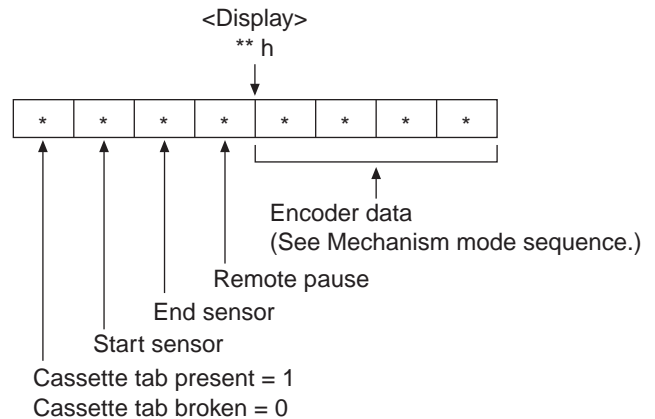 <Display>
** h
* * * * * * * *
Encoder data
(See Mechanism mode sequence.)
Remote pause
End sensor
Start sensor
Cassette tab present = 1
Cassette tab broken = 0